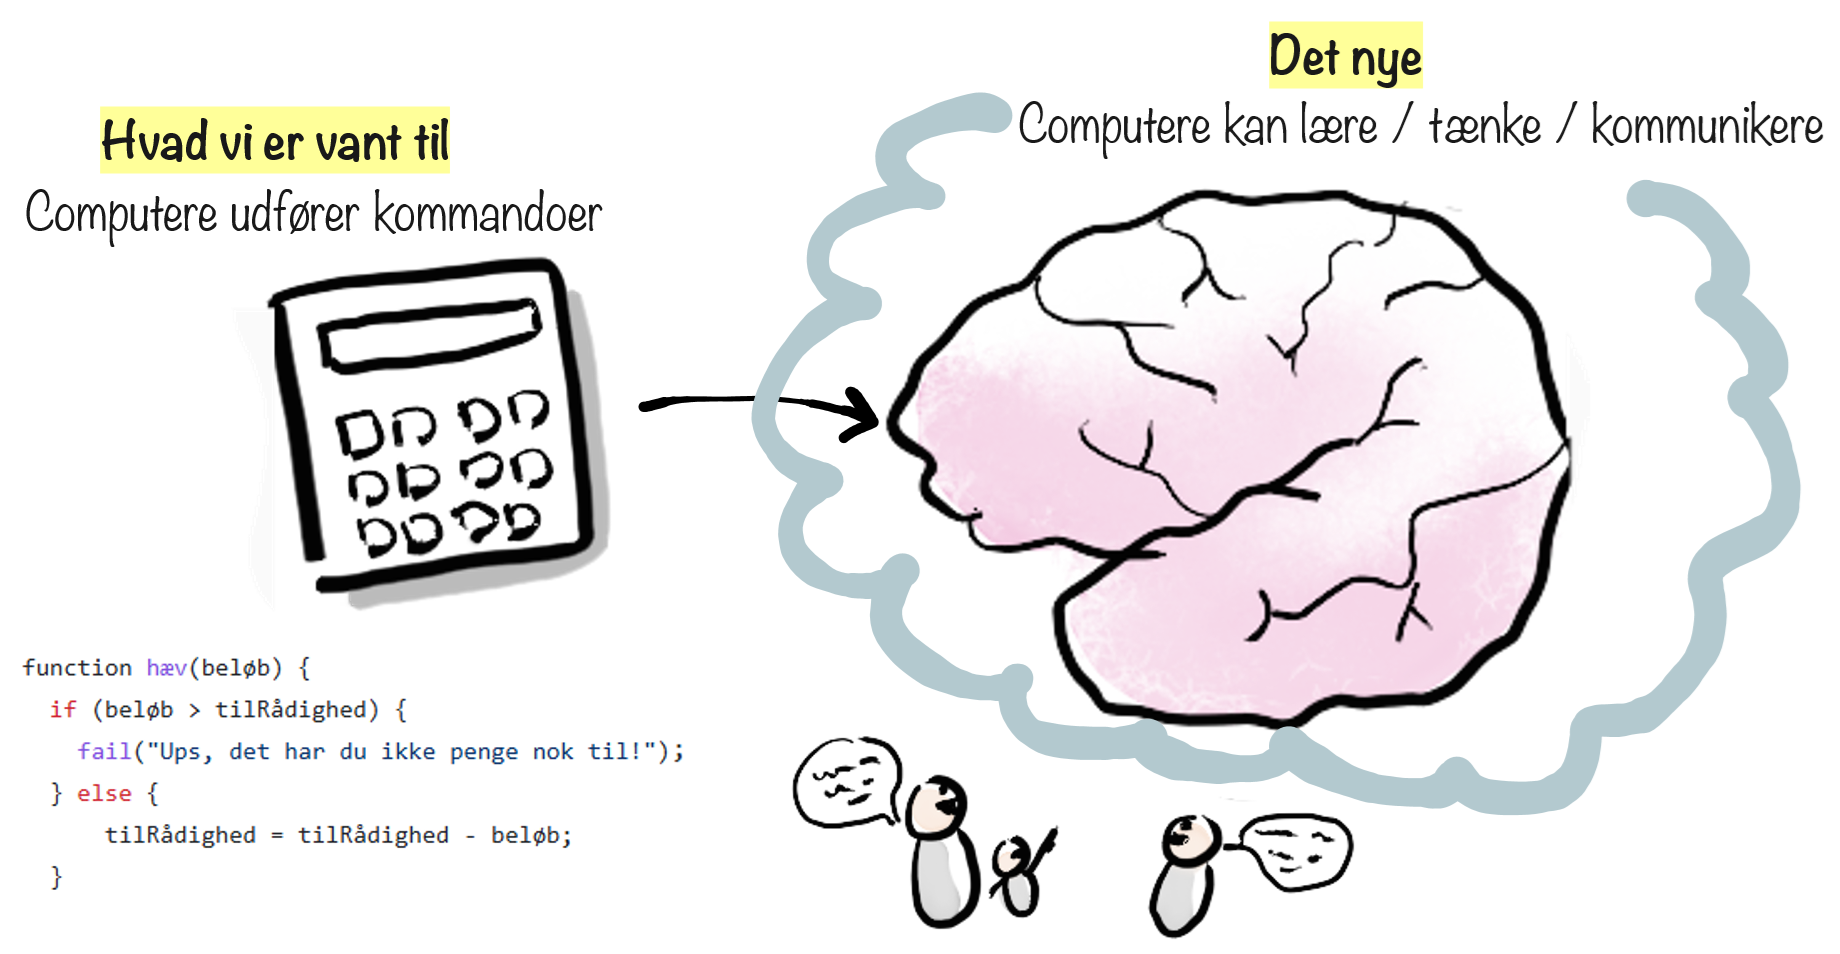 Hvad vi er vant til
Computere udfører kommandoer
function hæv(beløb) {
  if (beløb > tilRådighed) {
    fail("Ups, det har du ikke penge nok til!");
  } else {
      tilRådighed = tilRådighed - beløb;
  }
Det nye
Computere kan lære / tænke / kommunikere